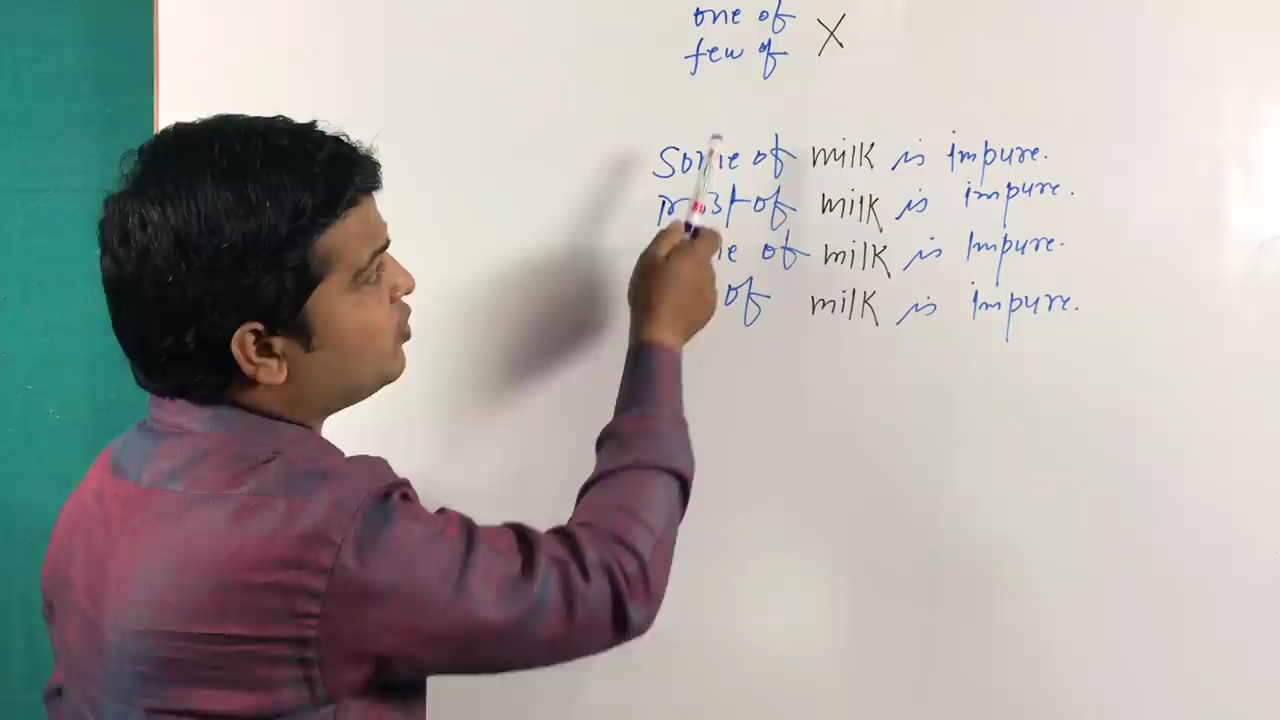 one of
few of X
Some of milk is impure.
most of milk is impure.
of milk is Impure.
of milk is Impure.